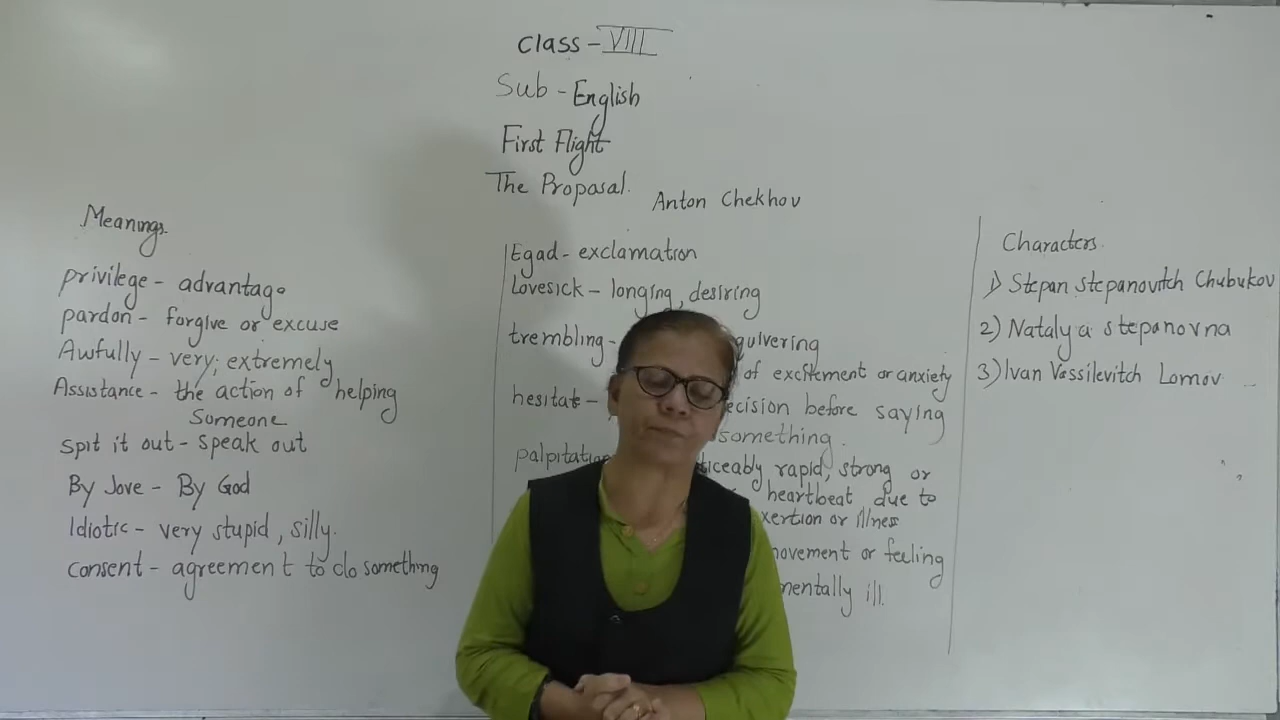 Class - VIII
Sub - English
First Flight
The Proposal.
Anton Chekhov
Meanings
privilege - advantage
pardon - forgive or excuse
Awfully - very; extremely
Assistance - the action of helping
someone
spit it out - speak out
By Jove - By God
Idiotic - very stupid, silly.
consent - agreement to do something
Egad - exclamation
Lovesick - longing, desiring
trembling - qulvering
of excitement or anxiety
hesitate - ecision before saying
something.
palpitation ticeably rapid, strong or
heartbeat due to
xertion or illness
movement or feeling
mentally ill.
Characters.
1) Stepan Stepanovitch Chubukov
2) Natalya stepanovna
3) Ivan Vassilevitch Lomov